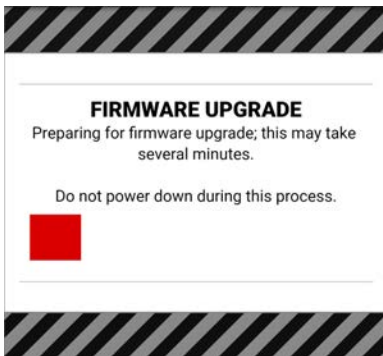 FIRMWARE UPGRADE
Preparing for firmware upgrade; this may take
several minutes.
Do not power down during this process.